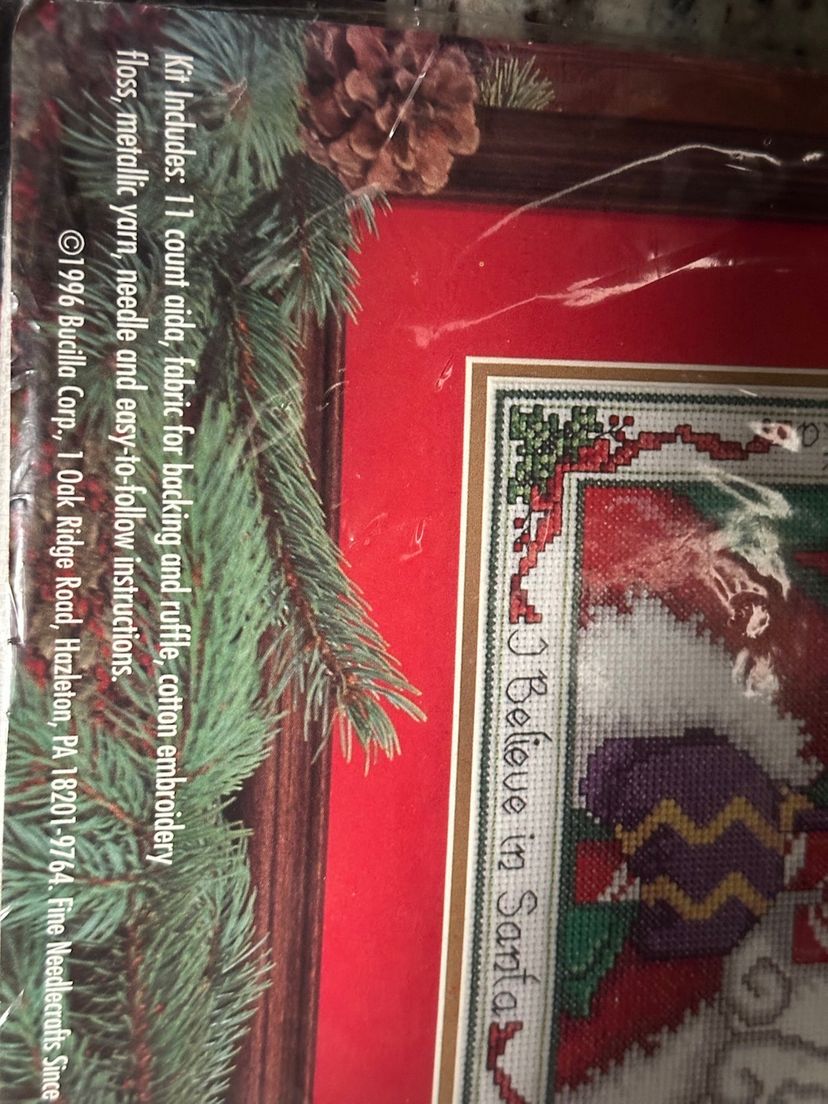 Kit Includes: 11 count aida, fabric for backing and ruffle, cotton embroidery
floss, metallic yarn, needle and easy-to-follow instructions.
©1996 Bucilla Corp., 1 Oak Ridge Road, Hazleton, PA 18201-9764. Fine Needlecrafts Since
I Believe in Santa